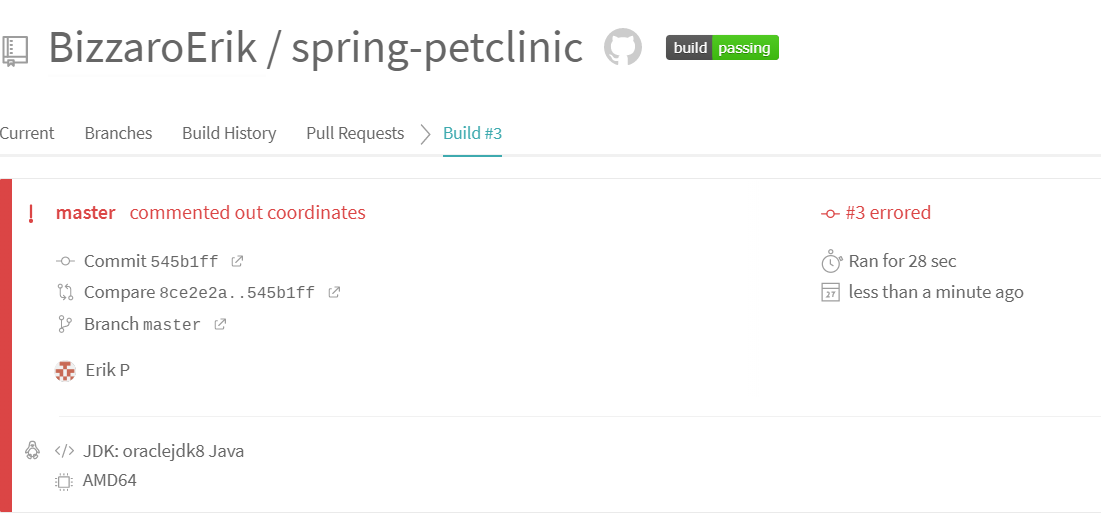 BizzaroErik / spring-petclinic build passing
Current Branches Build History Pull Requests Build #3
! master commented out coordinates #3 errored
Commit 545b1ff
Ran for 28 sec
Compare 8ce2e2a..545b1ff
27 less than a minute ago
Branch master
Erik P
</> JDK: oraclejdk8 Java
AMD64